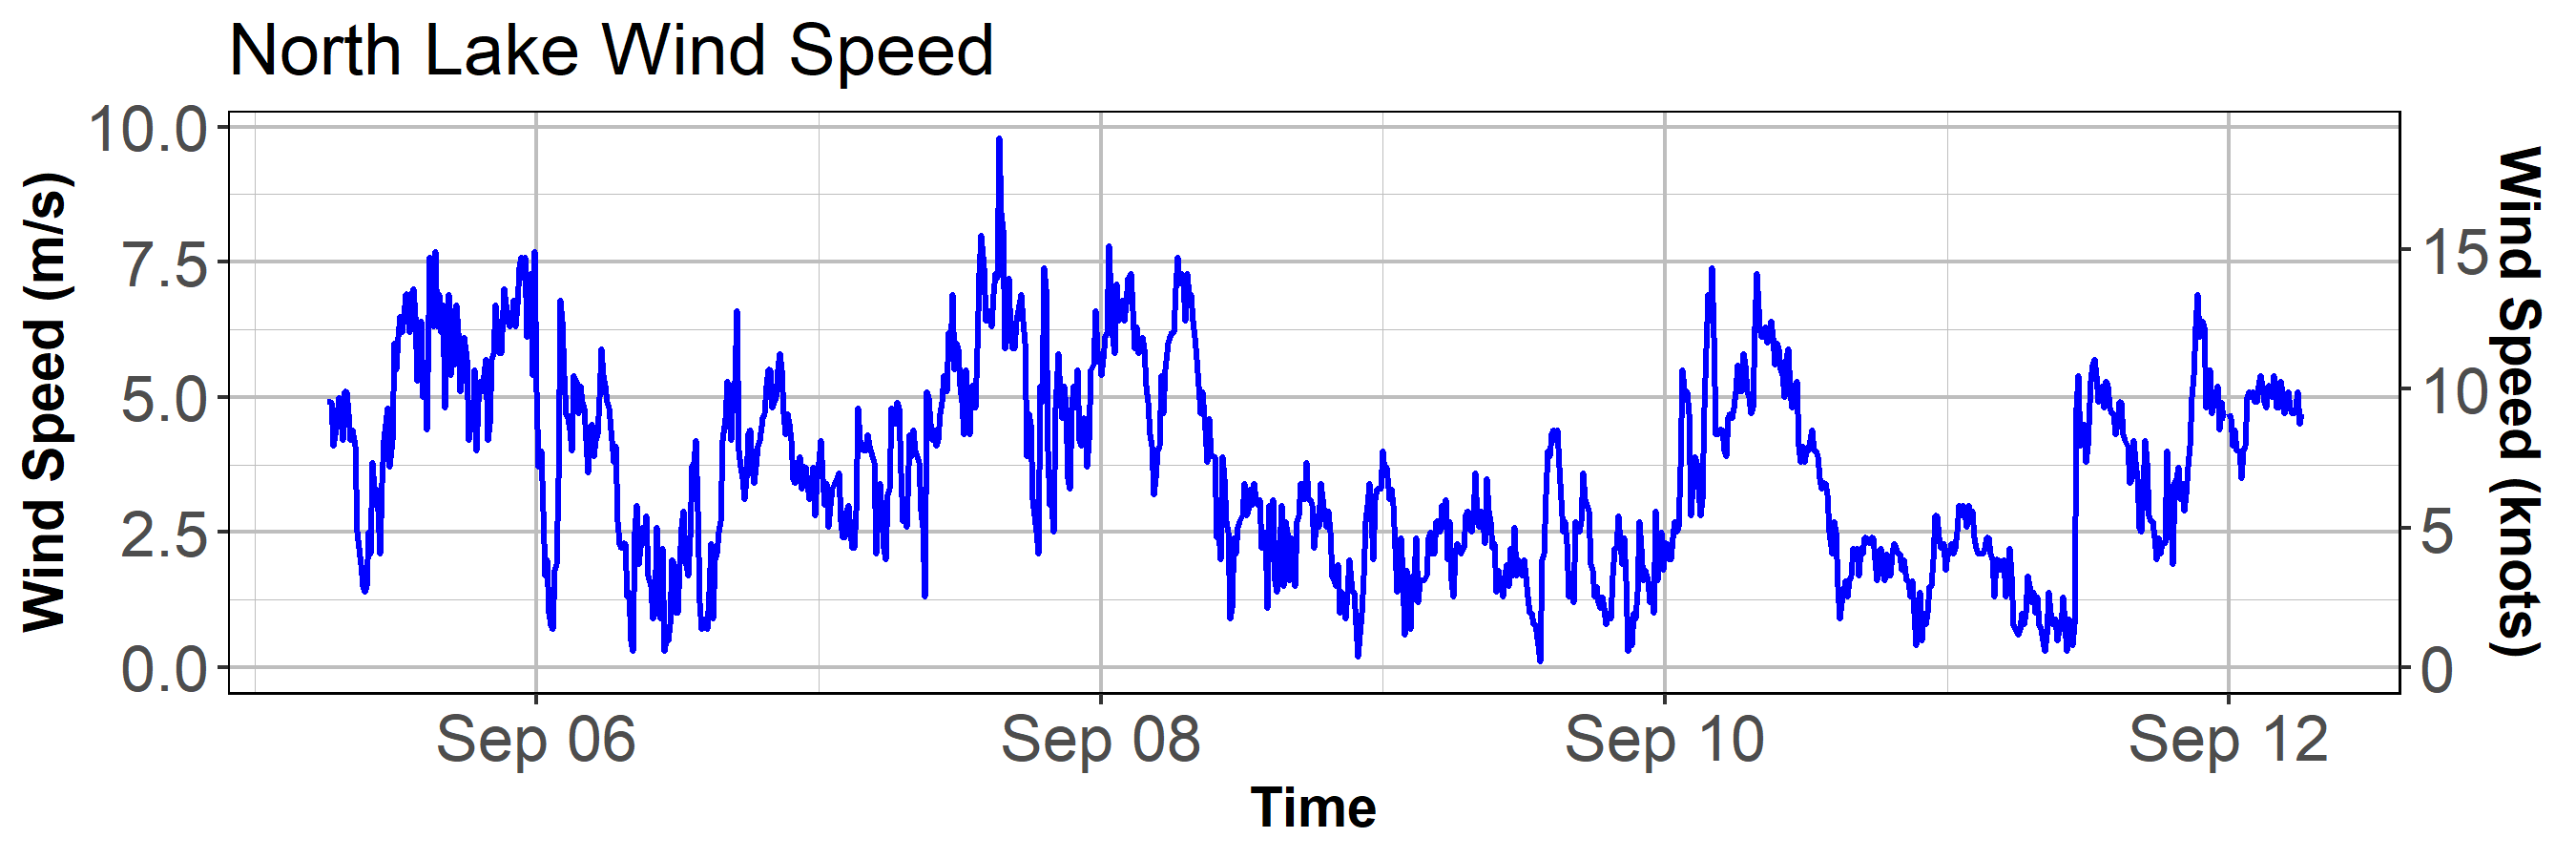 North Lake Wind Speed
Wind Speed (m/s)
10.0
7.5
5.0
2.5
0.0
Wind Speed (knots)
15
10
5
0
Sep 06
Sep 08
Sep 10
Sep 12
Time